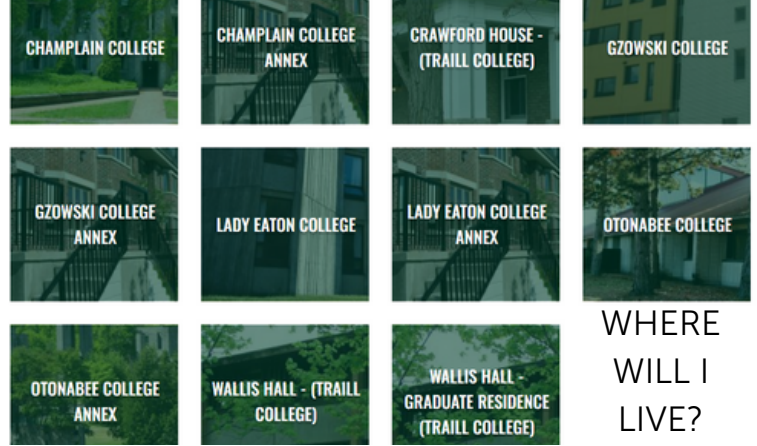 CHAMPLAIN COLLEGE
CHAMPLAIN COLLEGE
ANNEX
CRAWFORD HOUSE -
(TRAILL COLLEGE)
GZOWSKI COLLEGE
GZOWSKI COLLEGE
ANNEX
LADY EATON COLLEGE
LADY EATON COLLEGE
ANNEX
OTONABEE COLLEGE
OTONABEE COLLEGE
ANNEX
WALLIS HALL - (TRAILL
COLLEGE)
WALLIS HALL -
GRADUATE RESIDENCE
(TRAILL COLLEGE)
WHERE
WILL I
LIVE?